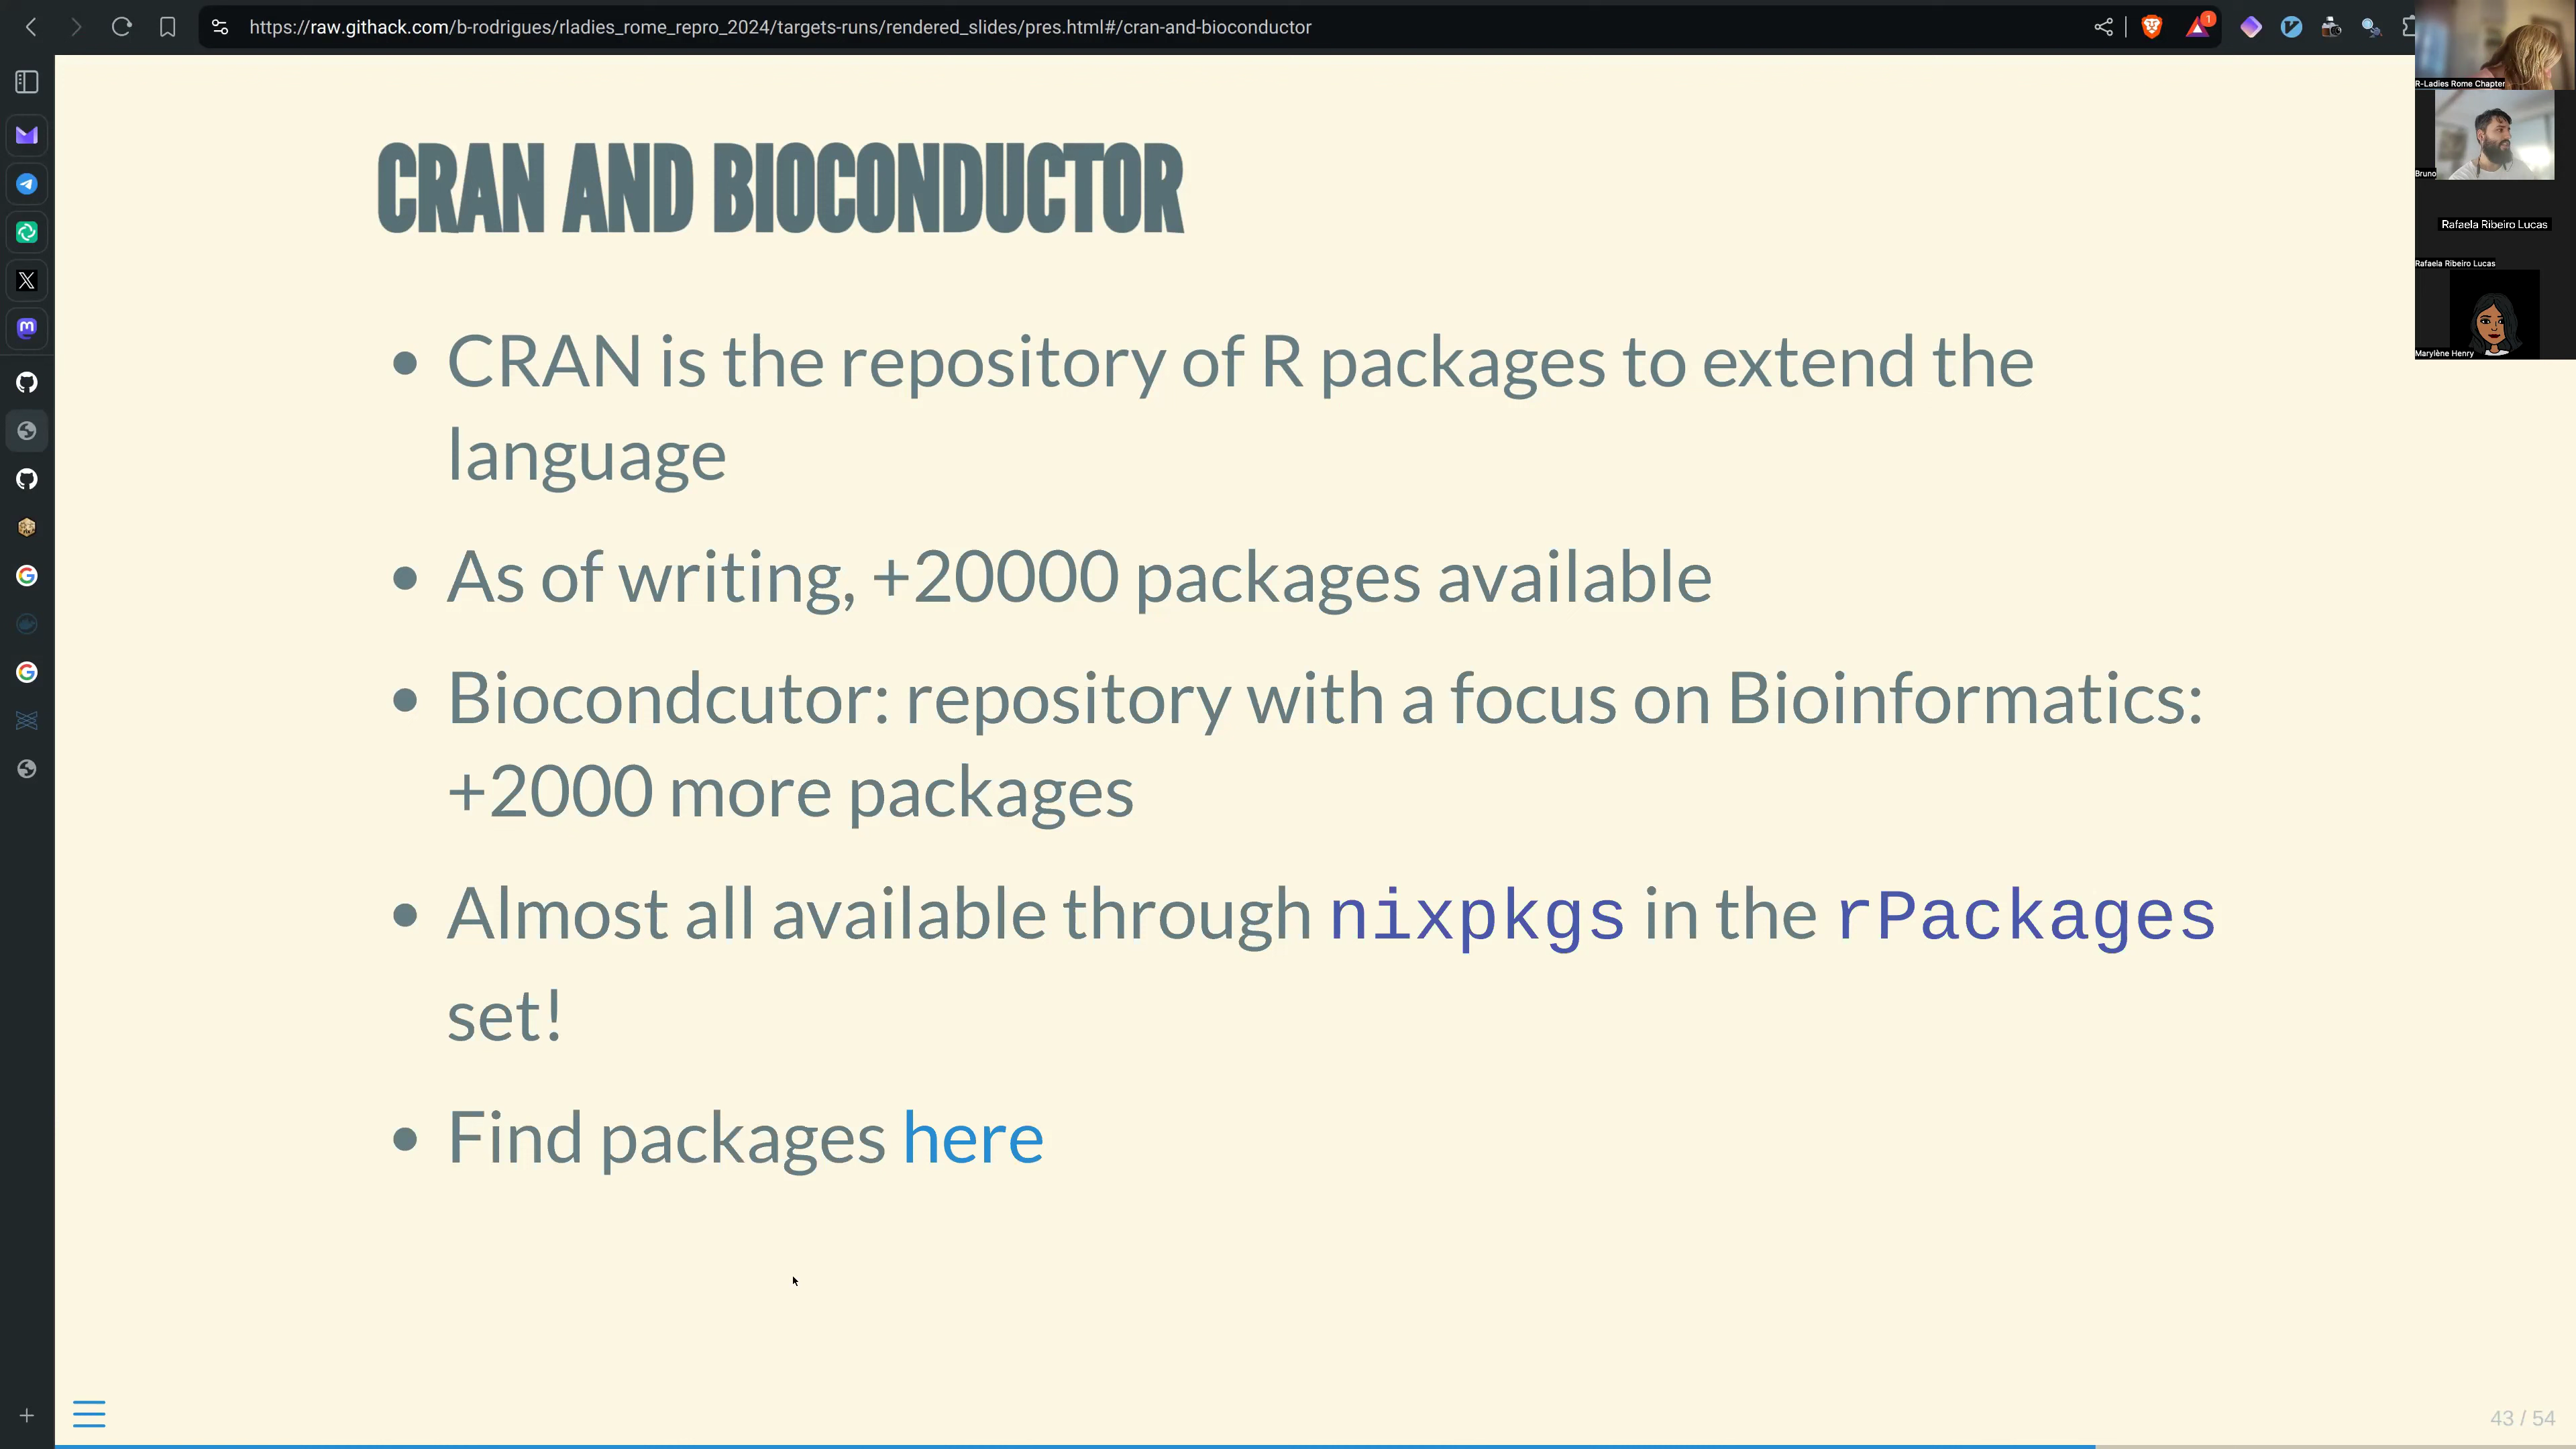 https://raw.githack.com/b-rodrigues/rladies_rome_repro_2024/targets-runs/rendered_slides/pres.html#/cran-and-bioconductor
1
R-Ladies Rome Chapter
Bruno
Rafaela Ribeiro Lucas
Rafaela Ribeiro Lucas
Marylène Henry
CRAN AND BIOCONDUCTOR
• CRAN is the repository of R packages to extend the
language
• As of writing, +20000 packages available
• Biocondcutor: repository with a focus on Bioinformatics:
+2000 more packages
• Almost all available through nixpkgs in the rPackages
set!
• Find packages here
43 / 54